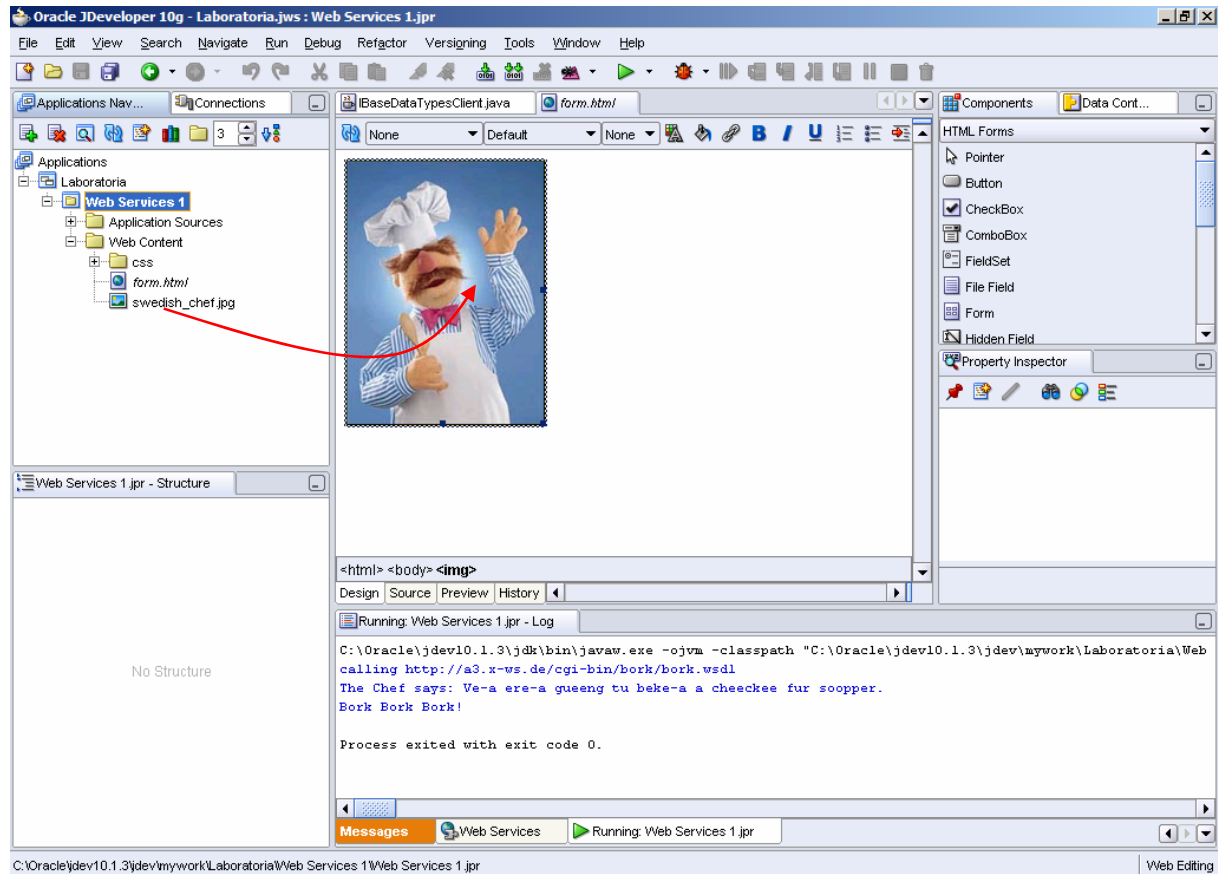 Oracle JDeveloper 10g - Laboratoria.jws : Web Services 1.jpr
File Edit View Search Navigate Run Debug Refactor Versioning Tools Window Help
Applications Nav... Connections
3
Applications
Laboratoria
Web Services 1
Application Sources
Web Content
css
form.html
swedish_chef.jpg
Web Services 1.jpr - Structure
No Structure
IBaseDataTypesClient.java form.html
None Default None B I U
<html> <body> <img>
Design Source Preview History
Components Data Cont...
HTML Forms
Pointer
Button
CheckBox
ComboBox
FieldSet
File Field
Form
Hidden Field
Property Inspector
Running: Web Services 1.jpr - Log
C:\Oracle\jdev10.1.3\jdk\bin\javaw.exe -ojvm -classpath "C:\Oracle\jdev10.1.3\jdev\mywork\Laboratoria\Web
calling http://a3.x-ws.de/cgi-bin/bork/bork.wsdl
The Chef says: Ve-a ere-a gueeng tu beke-a a cheeckee fur soopper.
Bork Bork Bork!
Process exited with exit code 0.
Messages Web Services Running: Web Services 1.jpr
C:\Oracle\jdev10.1.3\jdev\mywork\Laboratoria\Web Services 1\Web Services 1.jpr Web Editing